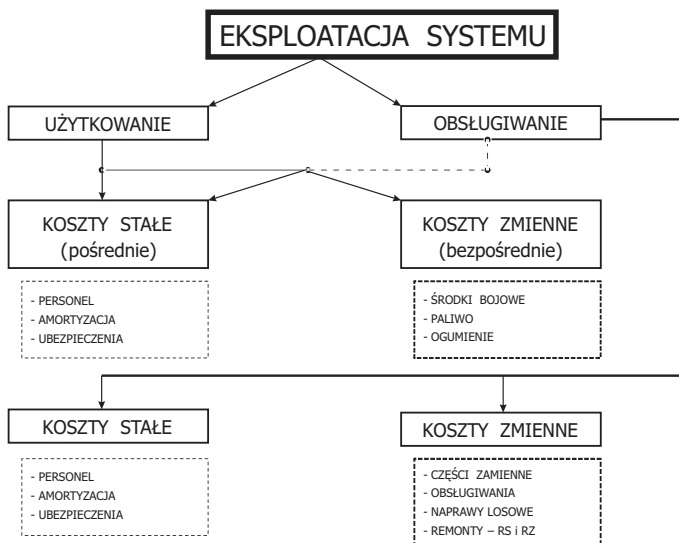 EKSPLOATACJA SYSTEMU
UŻYTKOWANIE
OBSŁUGIWANIE
KOSZTY STAŁE
(pośrednie)
KOSZTY ZMIENNE
(bezpośrednie)
- PERSONEL
- AMORTYZACJA
- UBEZPIECZENIA
- ŚRODKI BOJOWE
- PALIWO
- OGUMIENIE
KOSZTY STAŁE
KOSZTY ZMIENNE
- PERSONEL
- AMORTYZACJA
- UBEZPIECZENIA
- CZĘŚCI ZAMIENNE
- OBSŁUGIWANIA
- NAPRAWY LOSOWE
- REMONTY – RS i RZ